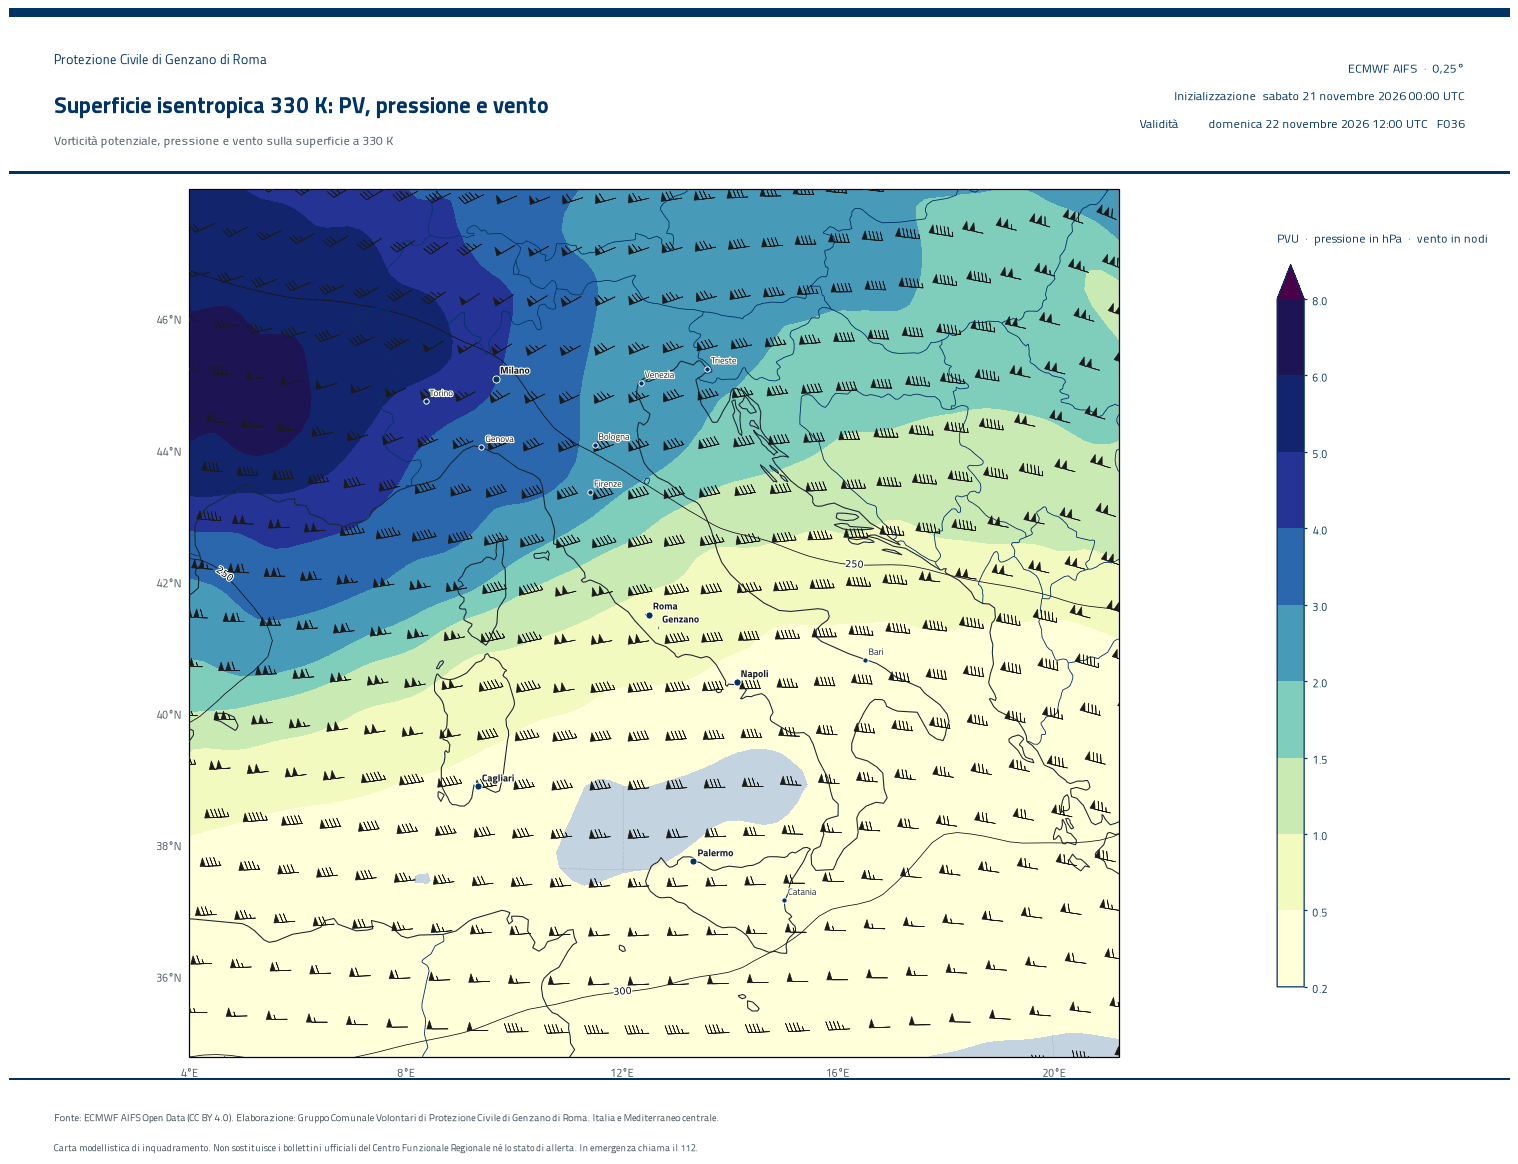 Protezione Civile di Genzano di Roma
Superficie isentropica 330 K: PV, pressione e vento
Vorticità potenziale, pressione e vento sulla superficie a 330 K
ECMWF AIFS · 0,25°
Inizializzazione sabato 21 novembre 2026 00:00 UTC
Validità domenica 22 novembre 2026 12:00 UTC F036
PVU · pressione in hPa · vento in nodi
8.0
6.0
5.0
4.0
3.0
2.0
1.5
1.0
0.5
0.2
46°N
44°N
42°N
40°N
38°N
36°N
4°E
8°E
12°E
16°E
20°E
Milano
Torino
Venezia
Trieste
Genova
Bologna
Firenze
250
250
Roma
Genzano
Bari
Napoli
Cagliari
Palermo
Catania
300
Fonte: ECMWF AIFS Open Data (CC BY 4.0). Elaborazione: Gruppo Comunale Volontari di Protezione Civile di Genzano di Roma. Italia e Mediterraneo centrale.
Carta modellistica di inquadramento. Non sostituisce i bollettini ufficiali del Centro Funzionale Regionale né lo stato di allerta. In emergenza chiama il 112.